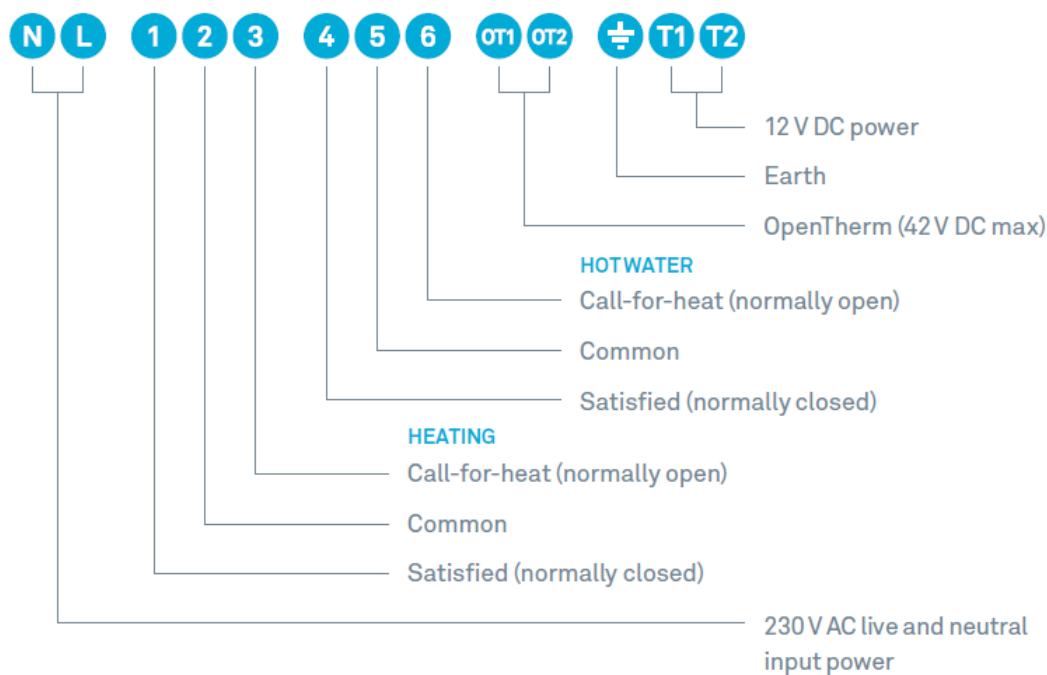 N L 1 2 3 4 5 6 OT1 OT2 T1 T2
12 V DC power
Earth
OpenTherm (42 V DC max)
HOT WATER
Call-for-heat (normally open)
Common
Satisfied (normally closed)
HEATING
Call-for-heat (normally open)
Common
Satisfied (normally closed)
230 V AC live and neutral
input power